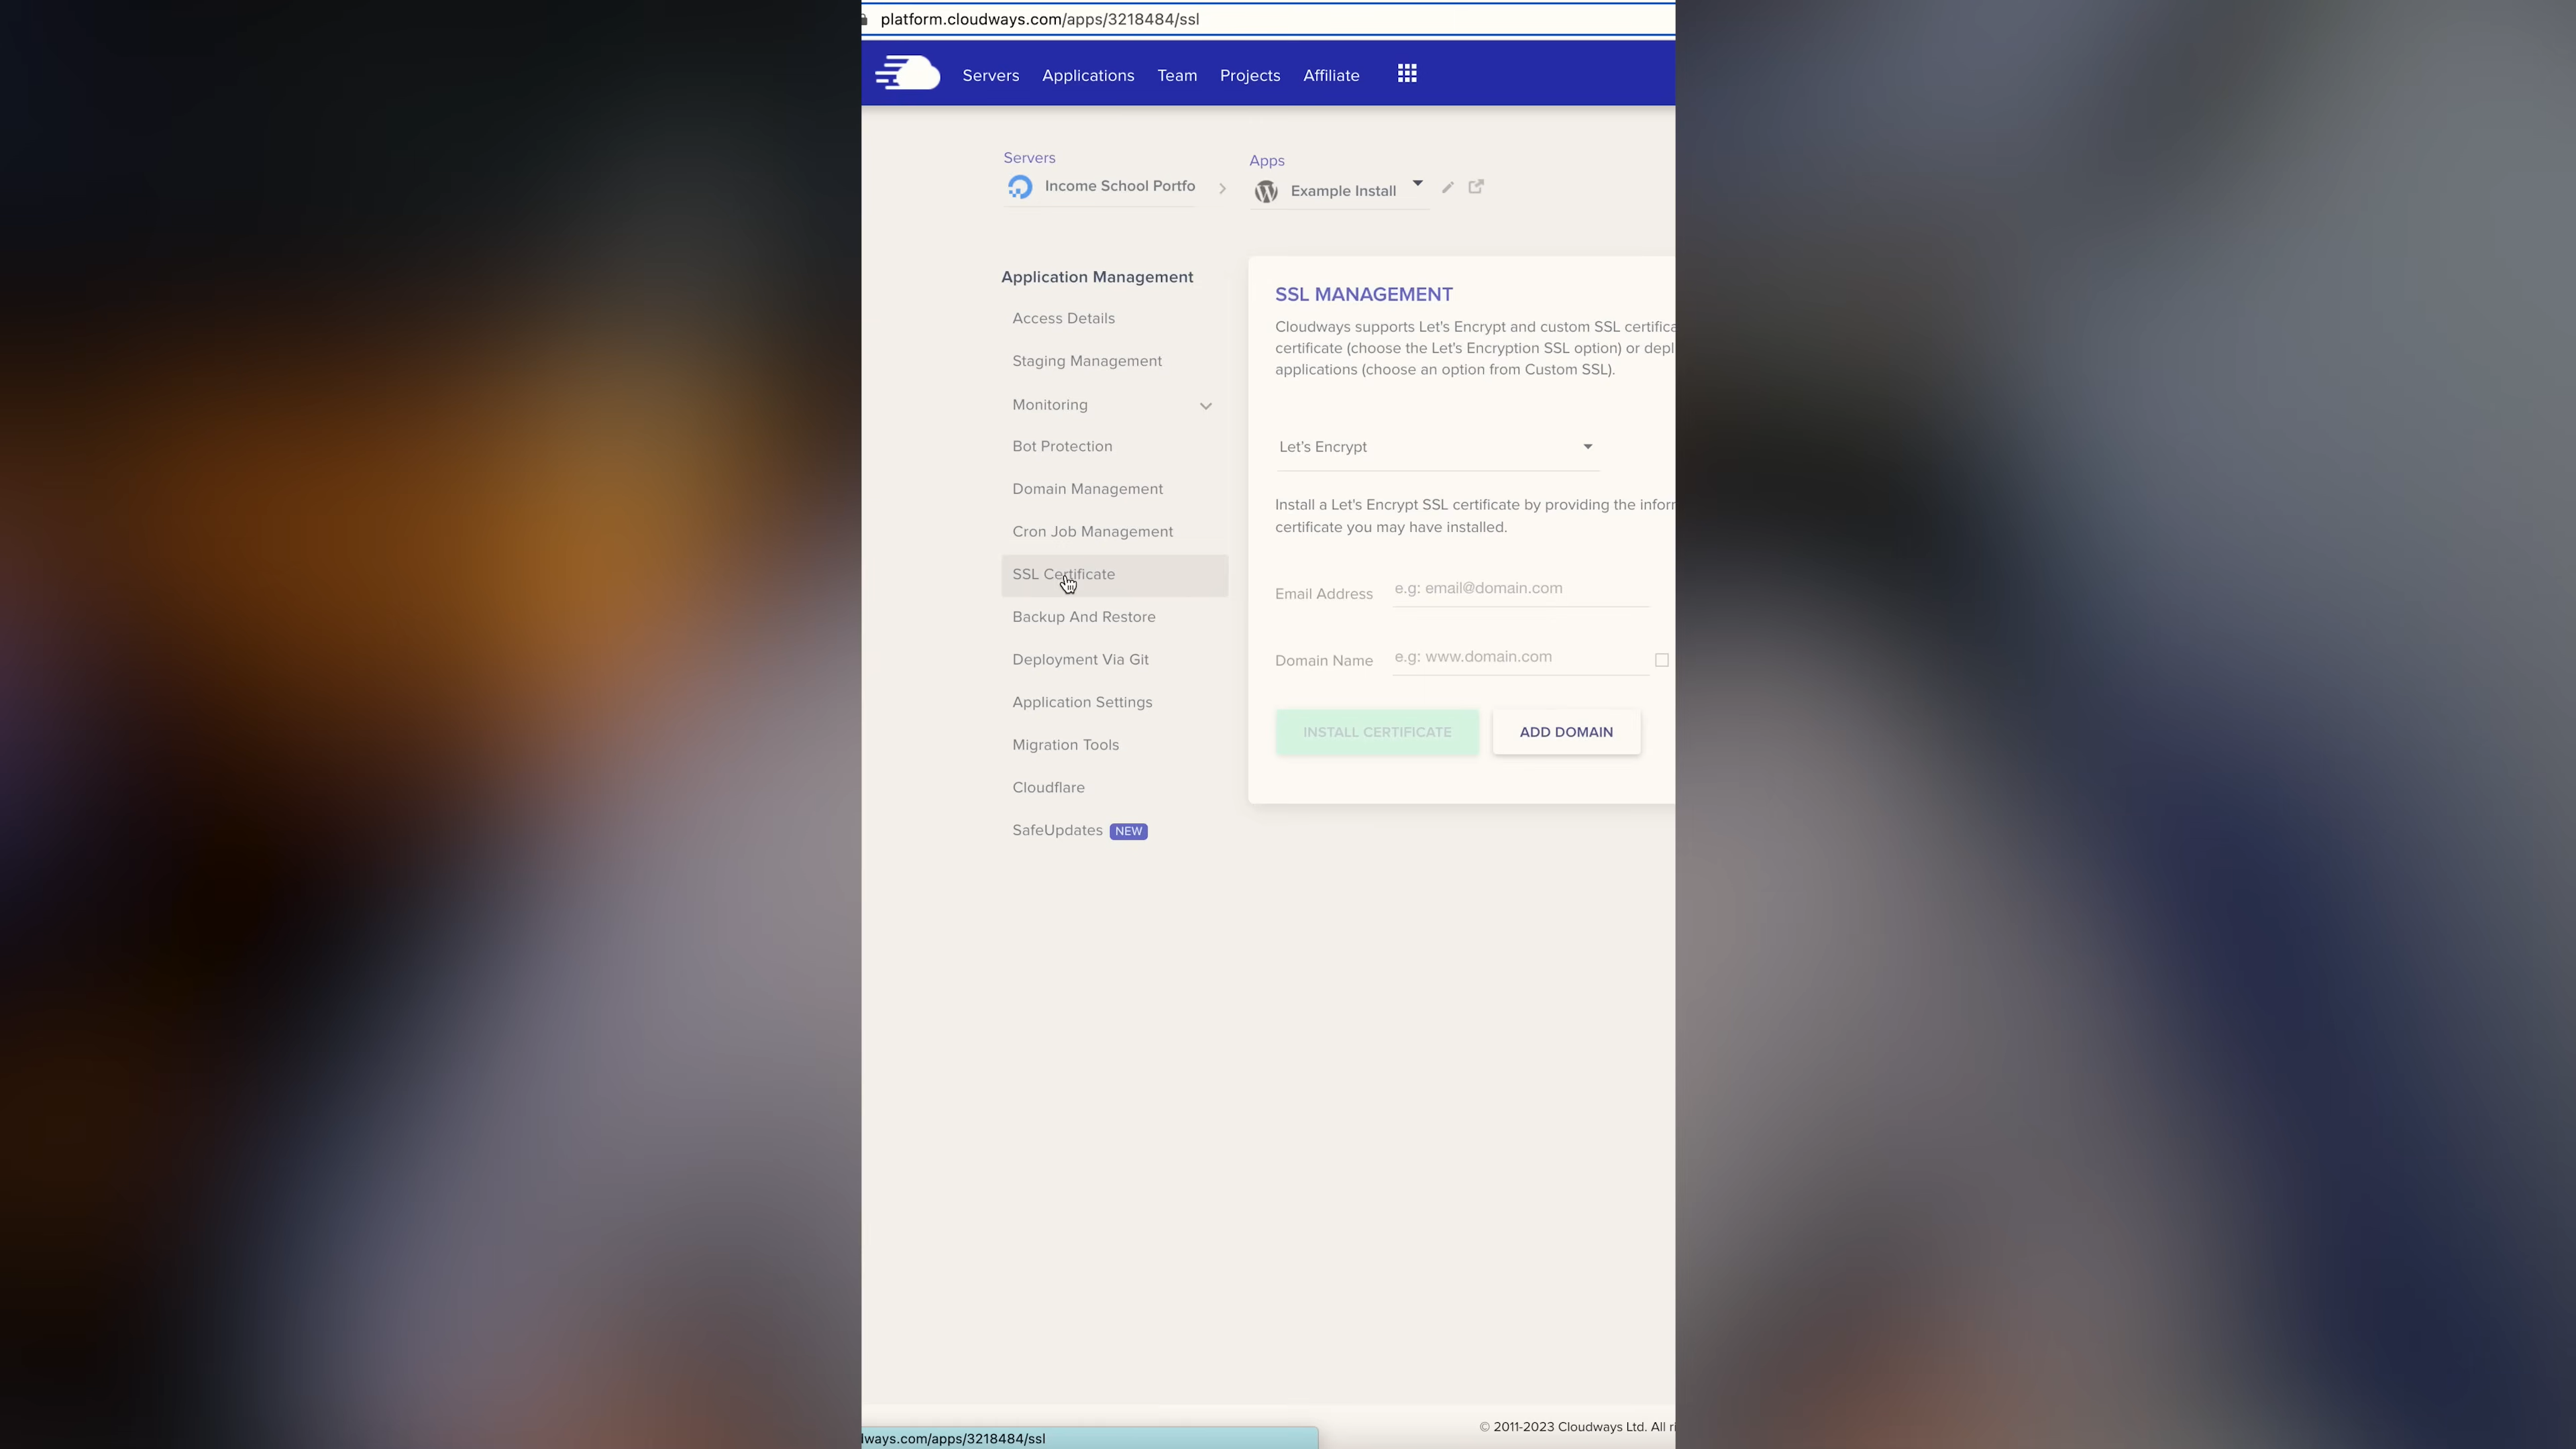 platform.cloudways.com/apps/3218484/ssl
Servers Applications Team Projects Affiliate
Servers
Income School Portfo
Apps
Example Install
Application Management
Access Details
Staging Management
Monitoring
Bot Protection
Domain Management
Cron Job Management
SSL Certificate
Backup And Restore
Deployment Via Git
Application Settings
Migration Tools
Cloudflare
SafeUpdates NEW
SSL MANAGEMENT
Cloudways supports Let's Encrypt and custom SSL certifica
certificate (choose the Let's Encryption SSL option) or depl
applications (choose an option from Custom SSL).
Let's Encrypt
Install a Let's Encrypt SSL certificate by providing the infor
certificate you may have installed.
Email Address e.g: email@domain.com
Domain Name e.g: www.domain.com
INSTALL CERTIFICATE ADD DOMAIN
© 2011-2023 Cloudways Ltd. All ri
lways.com/apps/3218484/ssl